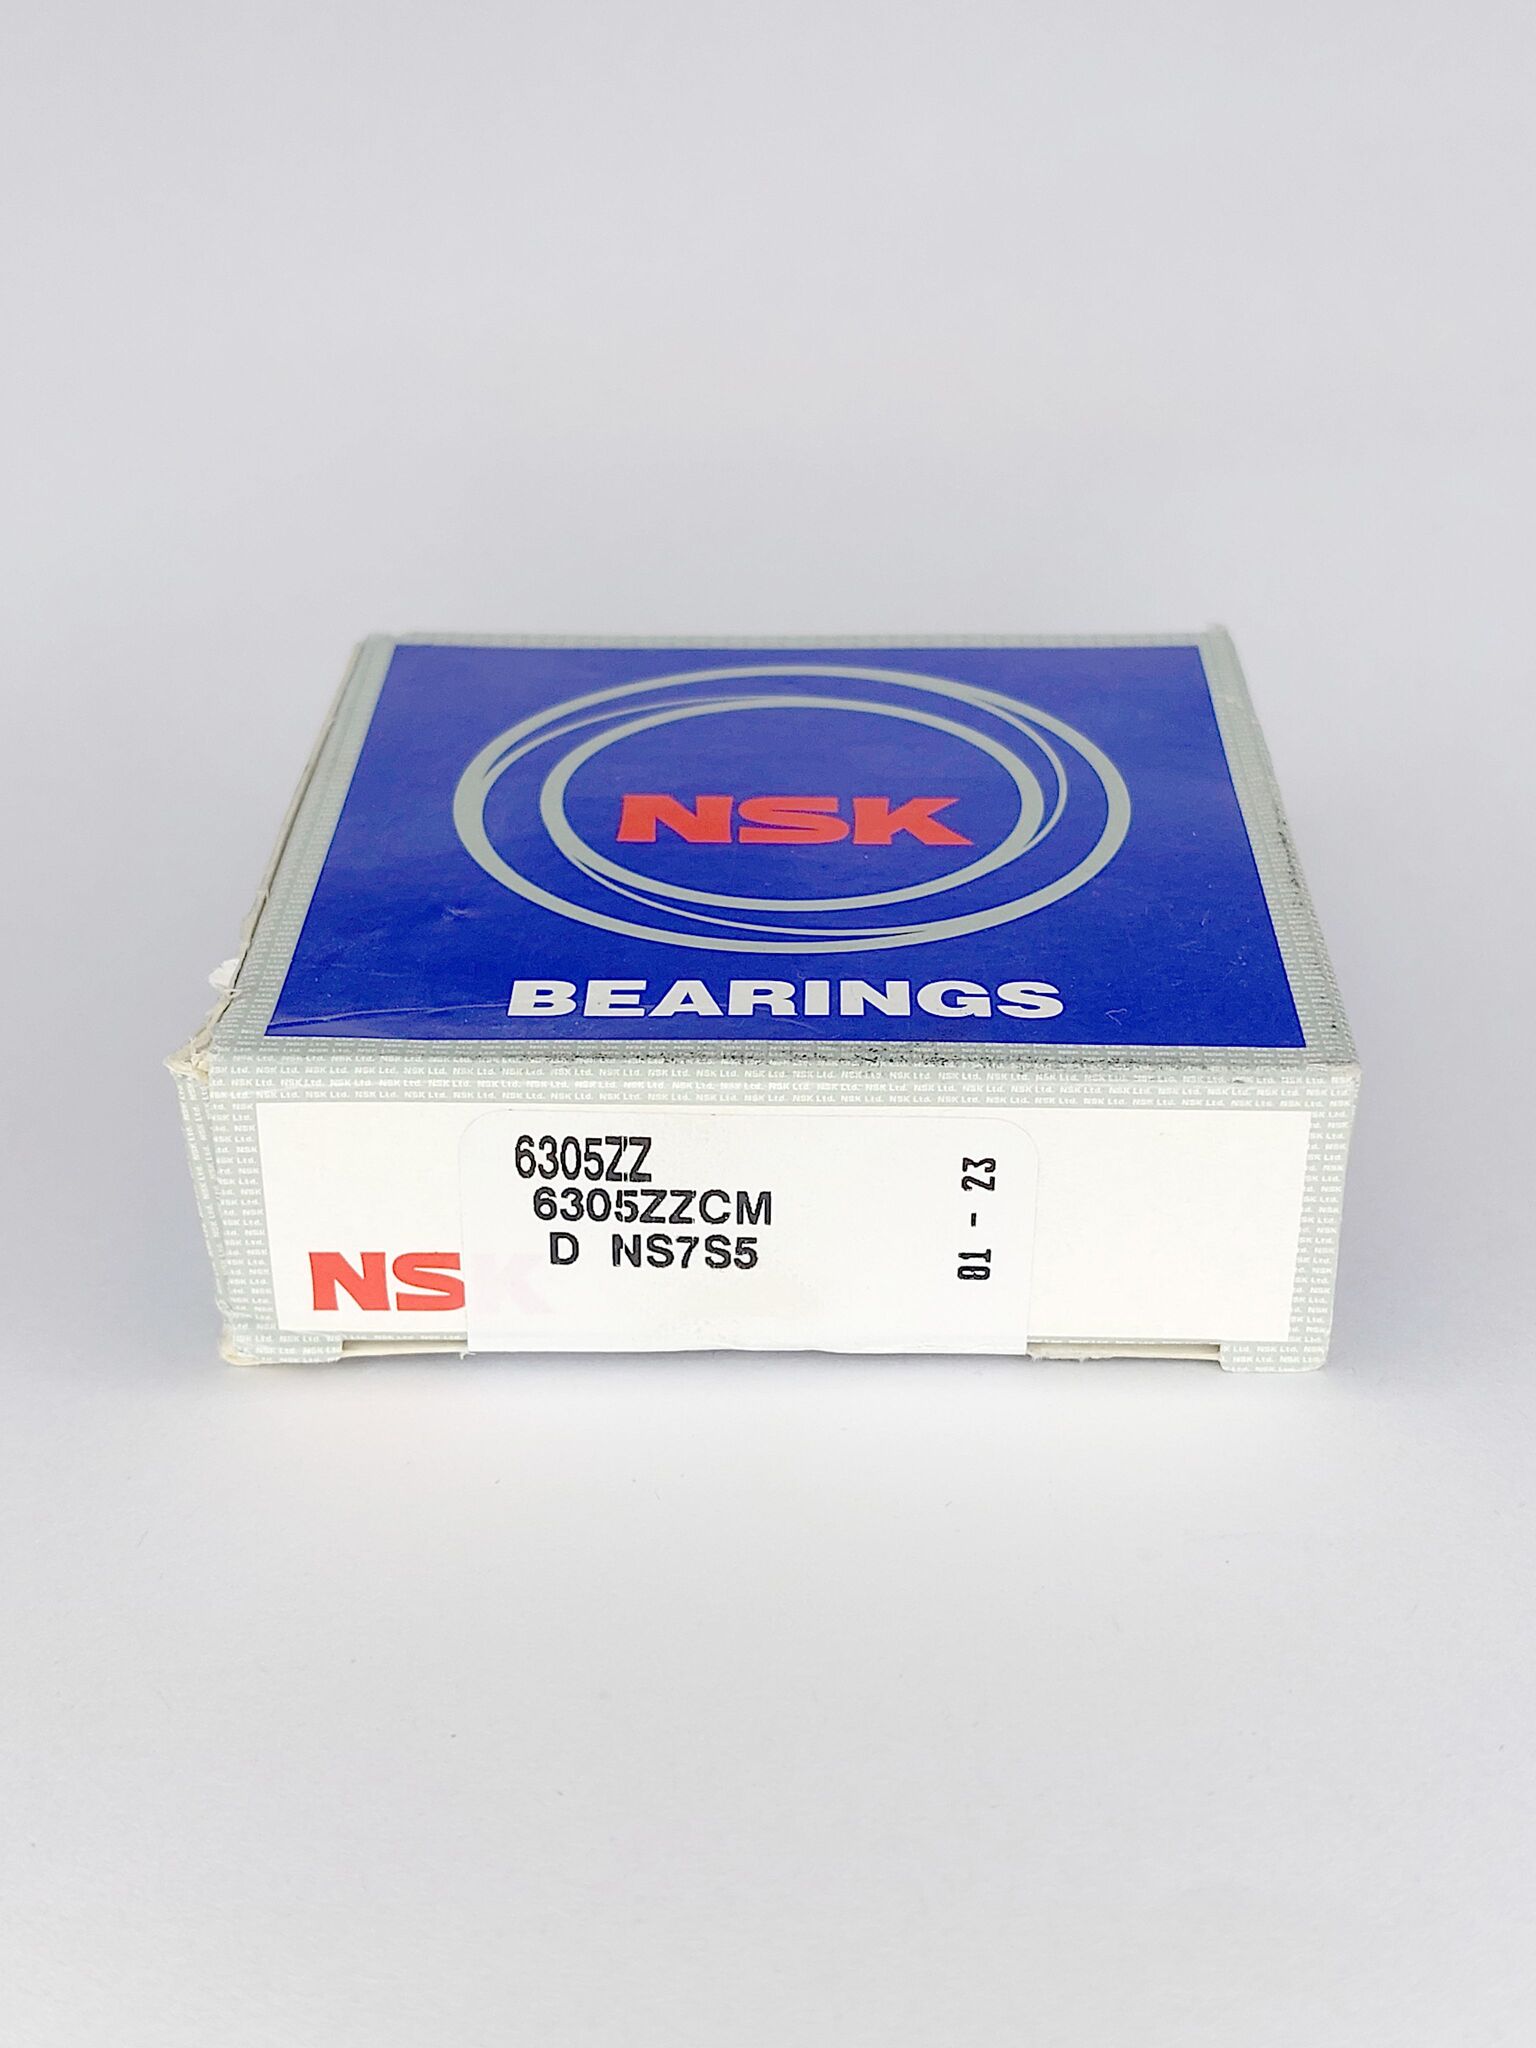 NSK
BEARINGS
6305ZZ
6305ZZCM
D NS7S5
NSK
01 - 23